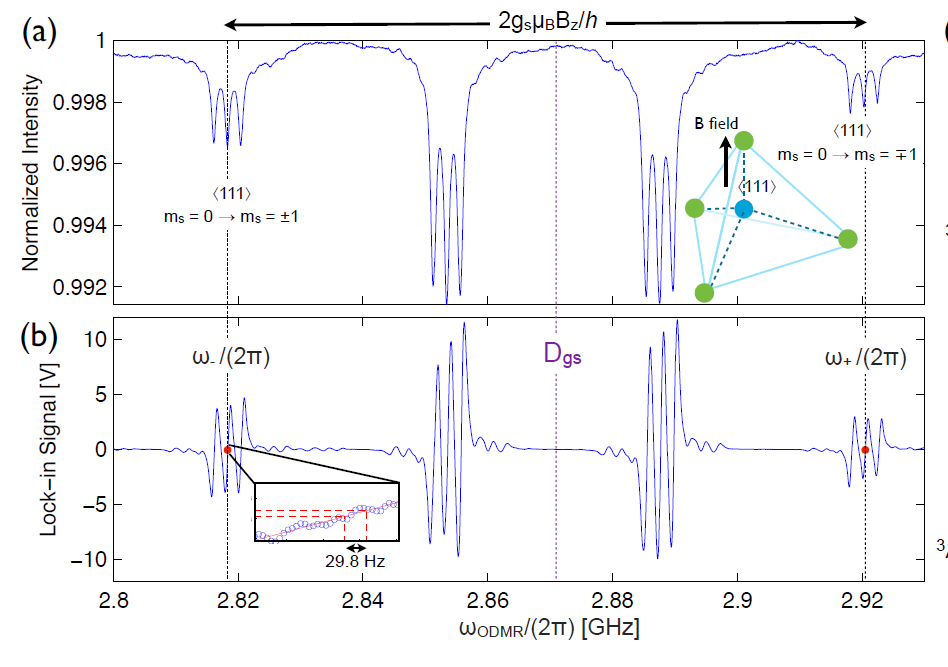 2gsμBBz/h
(a)
1
0.998
0.996
0.994
0.992
Normalized Intensity
⟨111⟩
ms = 0 → ms = ±1
B field
⟨111⟩
⟨111⟩
ms = 0 → ms = ∓1
(b)
10
5
0
−5
−10
Lock−in Signal [V]
ω-/(2π)
Dgs
ω+/(2π)
29.8 Hz
2.8
2.82
2.84
2.86
2.88
2.9
2.92
ωODMR/(2π) [GHz]